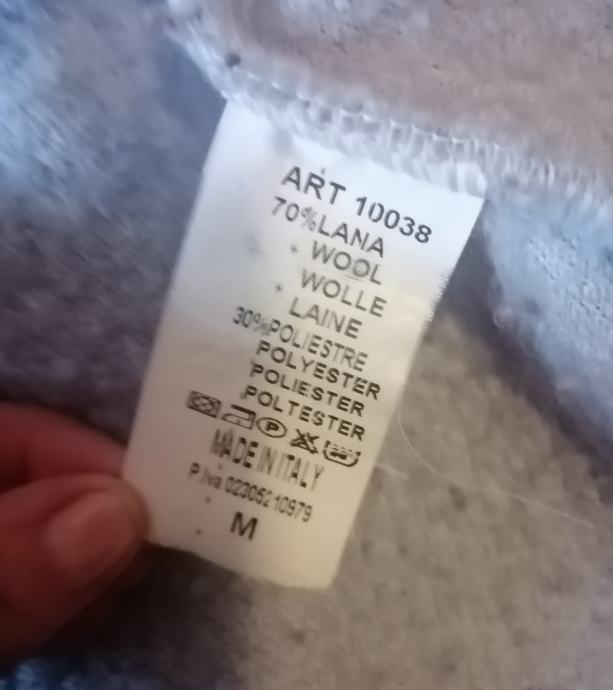 ART 10038
70%LANA
WOOL
WOLLE
LAINE
30%POLIESTRE
POLYESTER
POLIESTER
POLTESTER
P
MADE IN ITALY
P.Iva 02305210979
M